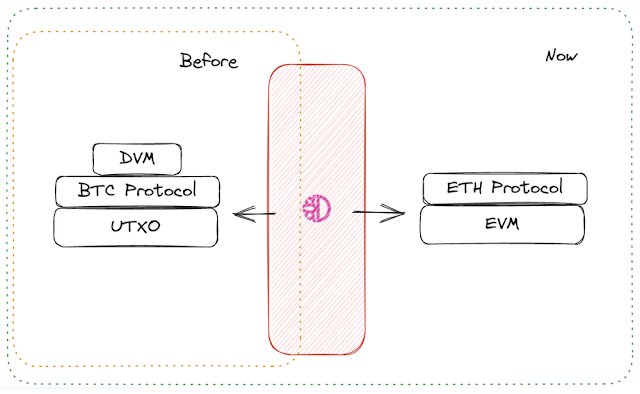 Before
Now
DVM
BTC Protocol
UTXO
ETH Protocol
EVM